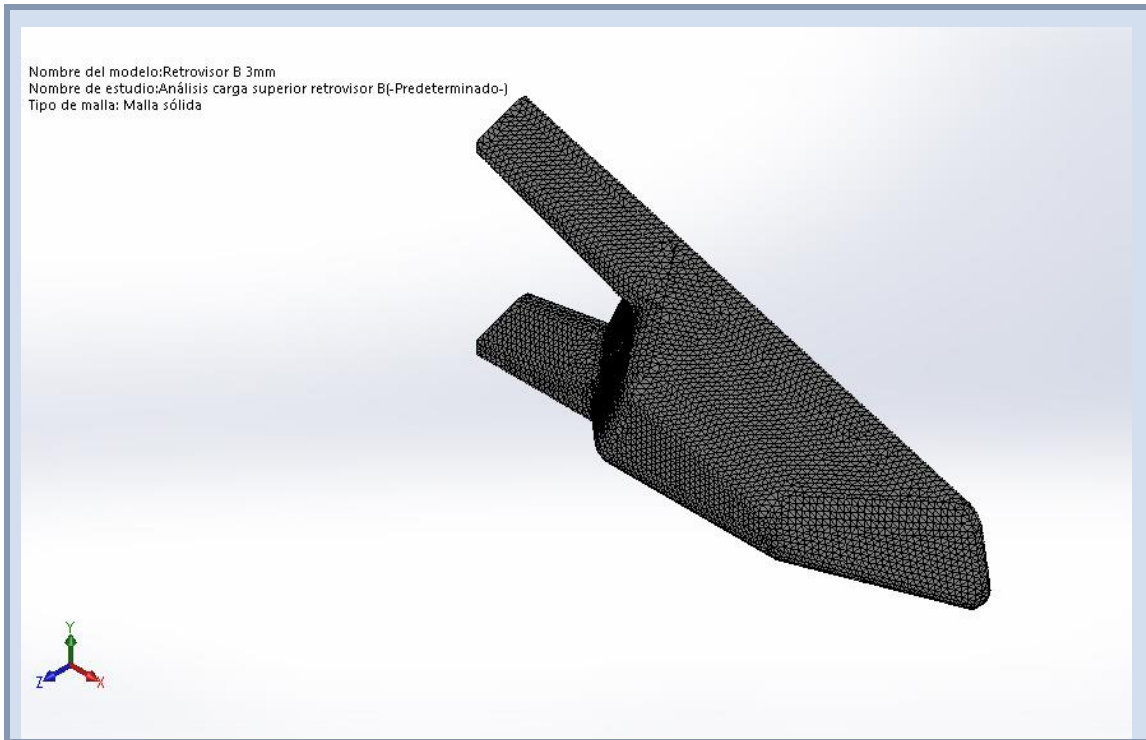 Nombre del modelo:Retrovisor B 3mm
Nombre de estudio:Análisis carga superior retrovisor B(-Predeterminado-)
Tipo de malla: Malla sólida
Y
Z
X